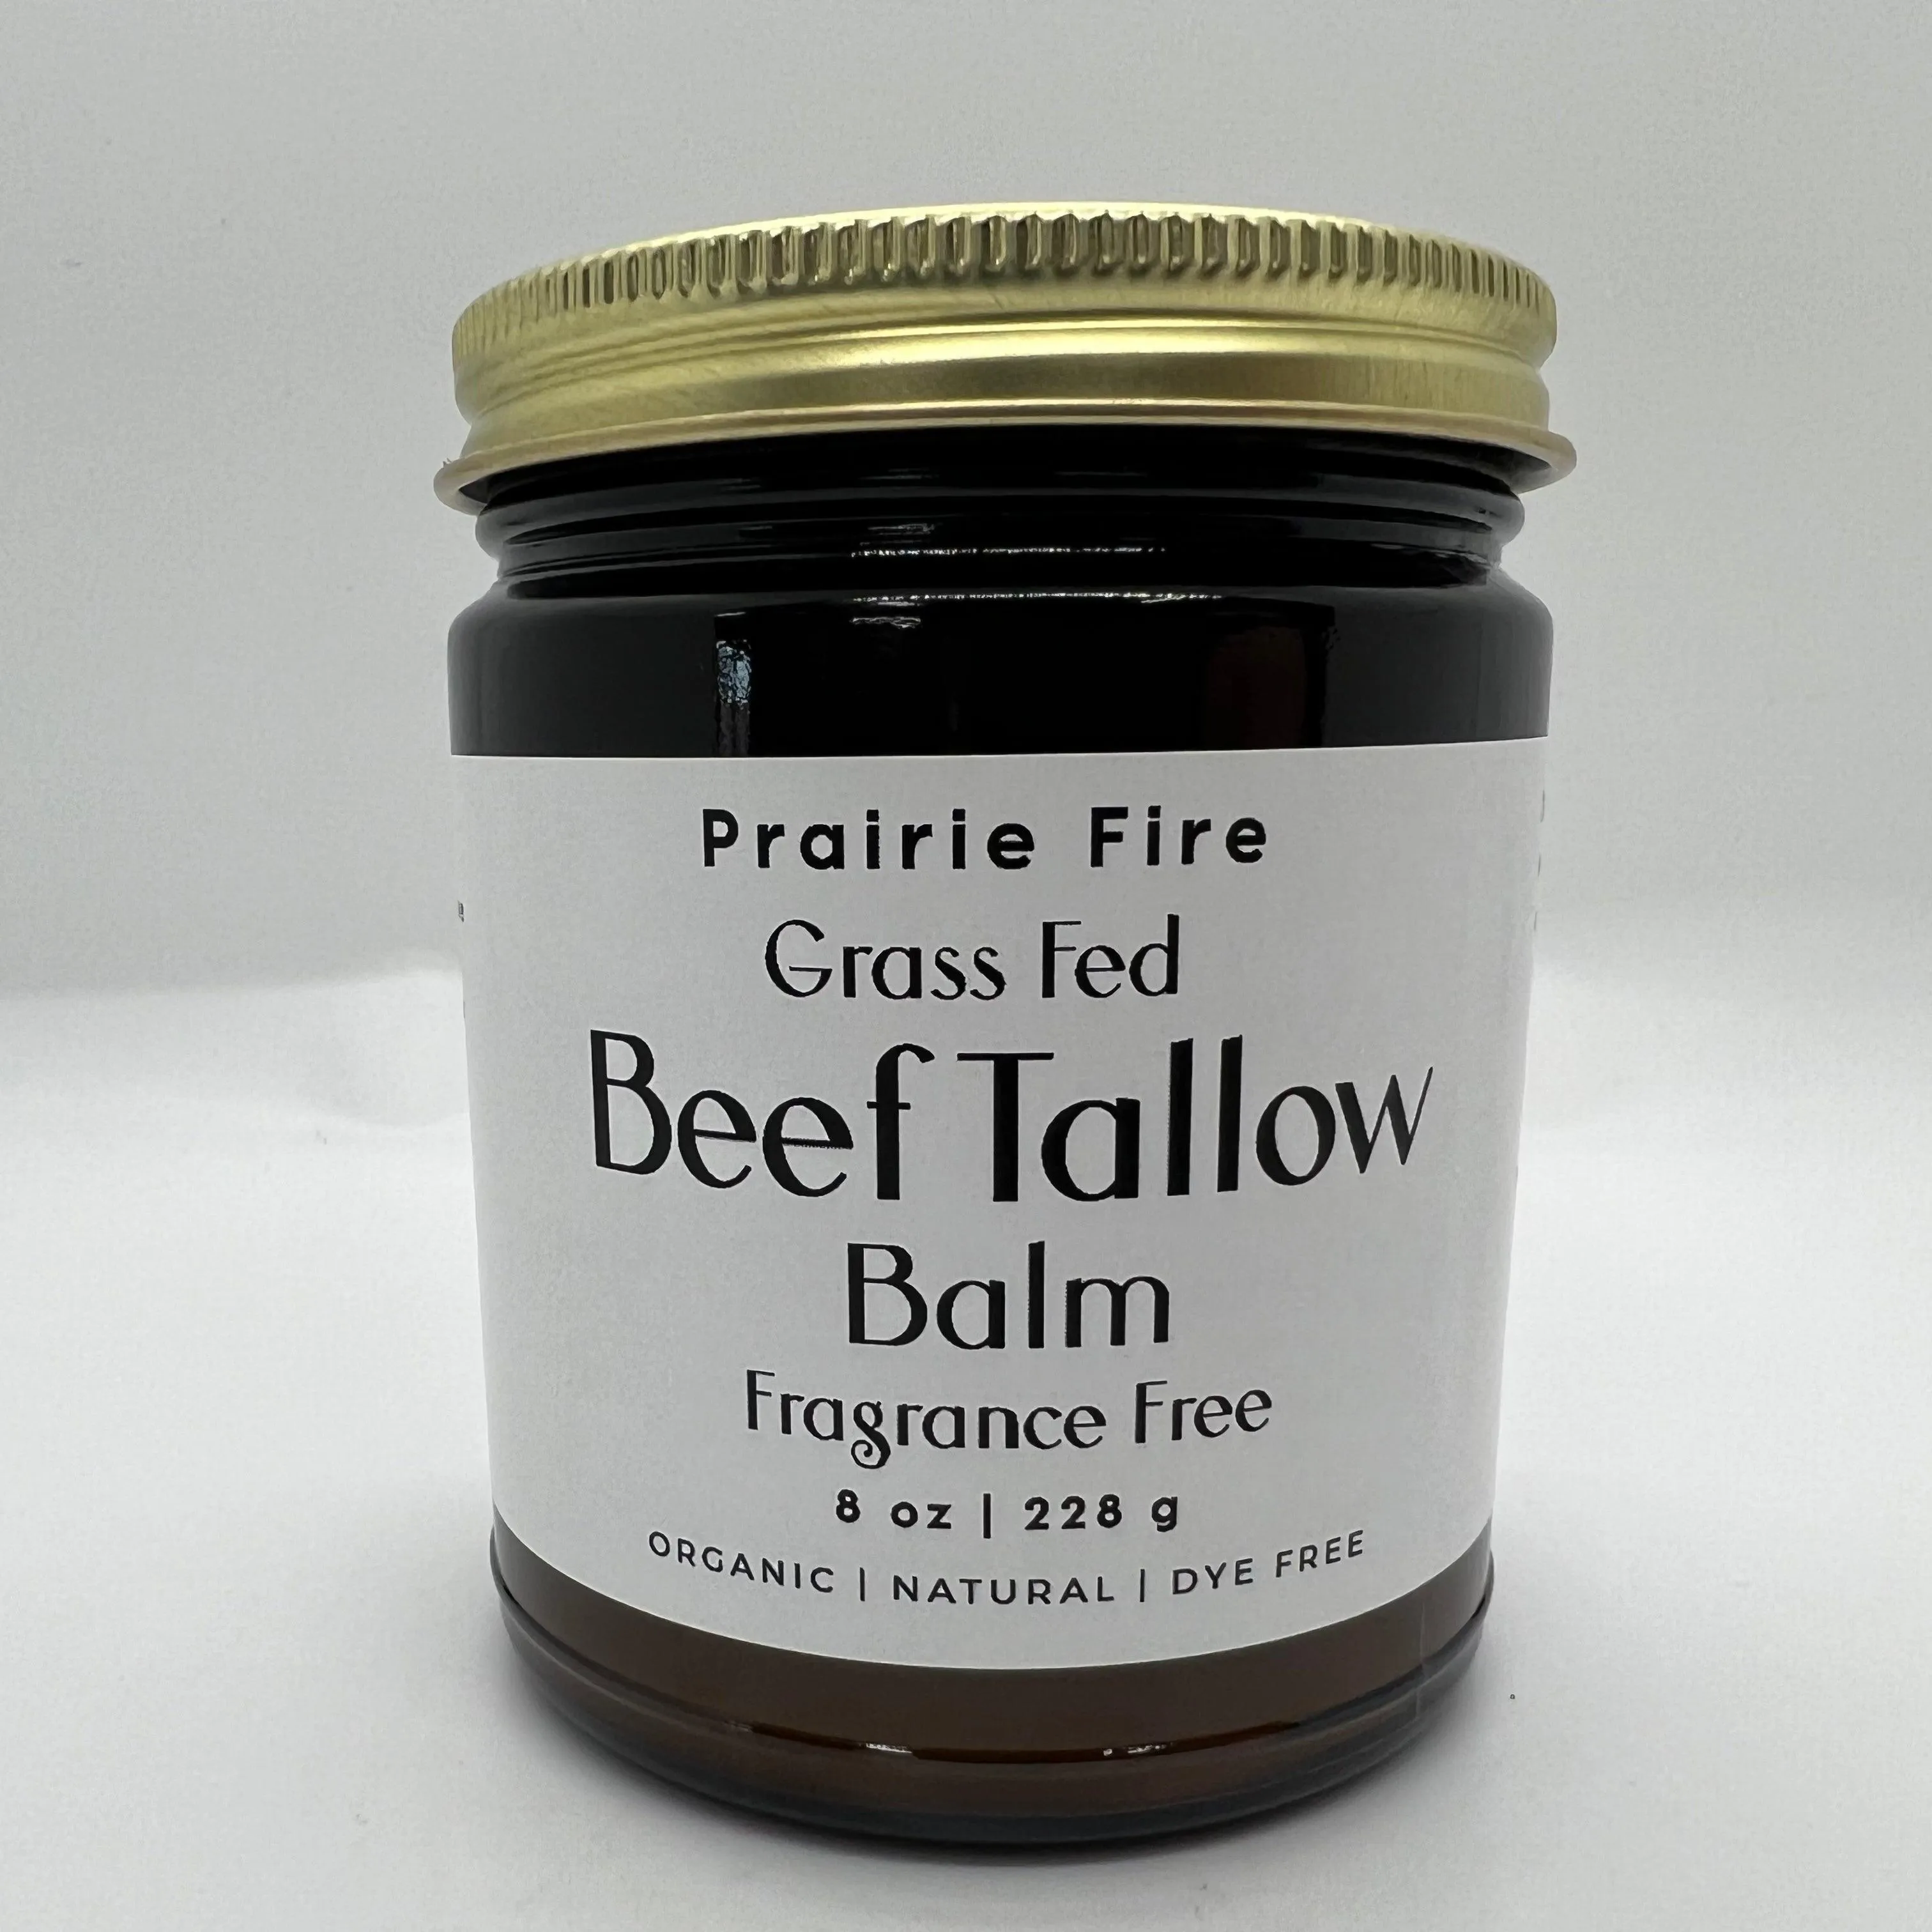 Prairie Fire
Grass Fed
Beef Tallow
Balm
Fragrance Free
8 oz | 228 g
ORGANIC | NATURAL | DYE FREE